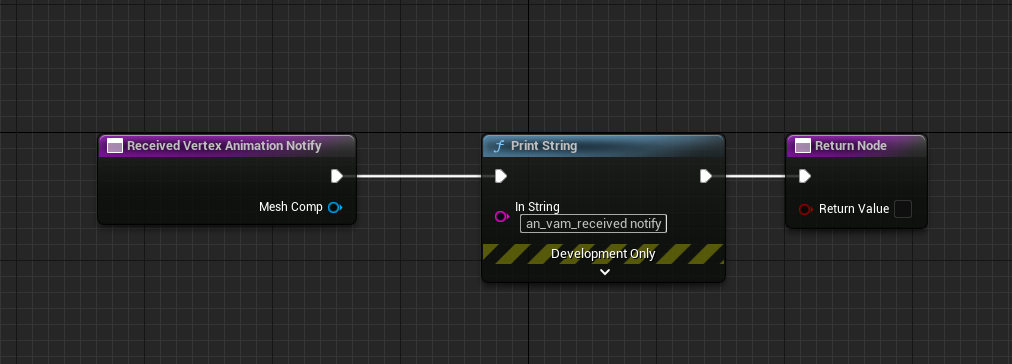 Received Vertex Animation Notify
Mesh Comp
Print String
In String
an_vam_received notify
Development Only
Return Node
Return Value